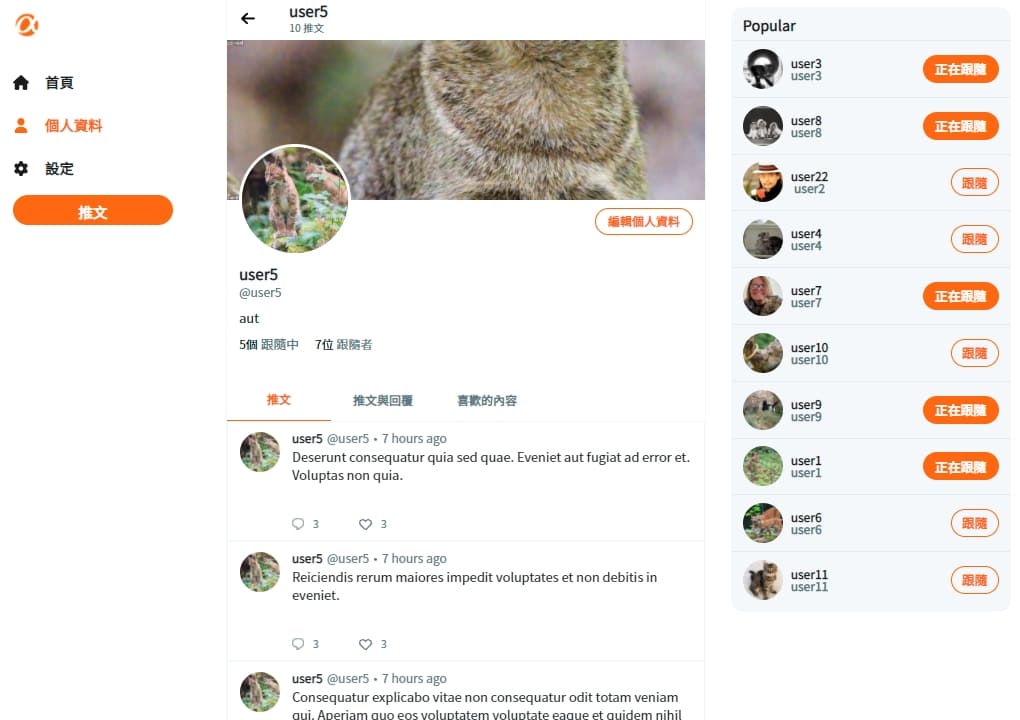 首頁
個人資料
設定
推文
user5
10 推文
編輯個人資料
user5
@user5
aut
5個 跟隨中 7位 跟隨者
推文 推文與回覆 喜歡的內容
user5 @user5 • 7 hours ago
Deserunt consequatur quia sed quae. Eveniet aut fugiat ad error et.
Voluptas non quia.
3 3
user5 @user5 • 7 hours ago
Reiciendis rerum maiores impedit voluptates et non debitis in
eveniet.
3 3
user5 @user5 • 7 hours ago
Consequatur explicabo vitae non consequatur odit totam veniam
qui. Aperiam quo eos voluptatem voluptate eaque et quidem nihil
Popular
user3
user3
正在跟隨
user8
user8
正在跟隨
user22
user2
跟隨
user4
user4
跟隨
user7
user7
正在跟隨
user10
user10
跟隨
user9
user9
正在跟隨
user1
user1
正在跟隨
user6
user6
跟隨
user11
user11
跟隨